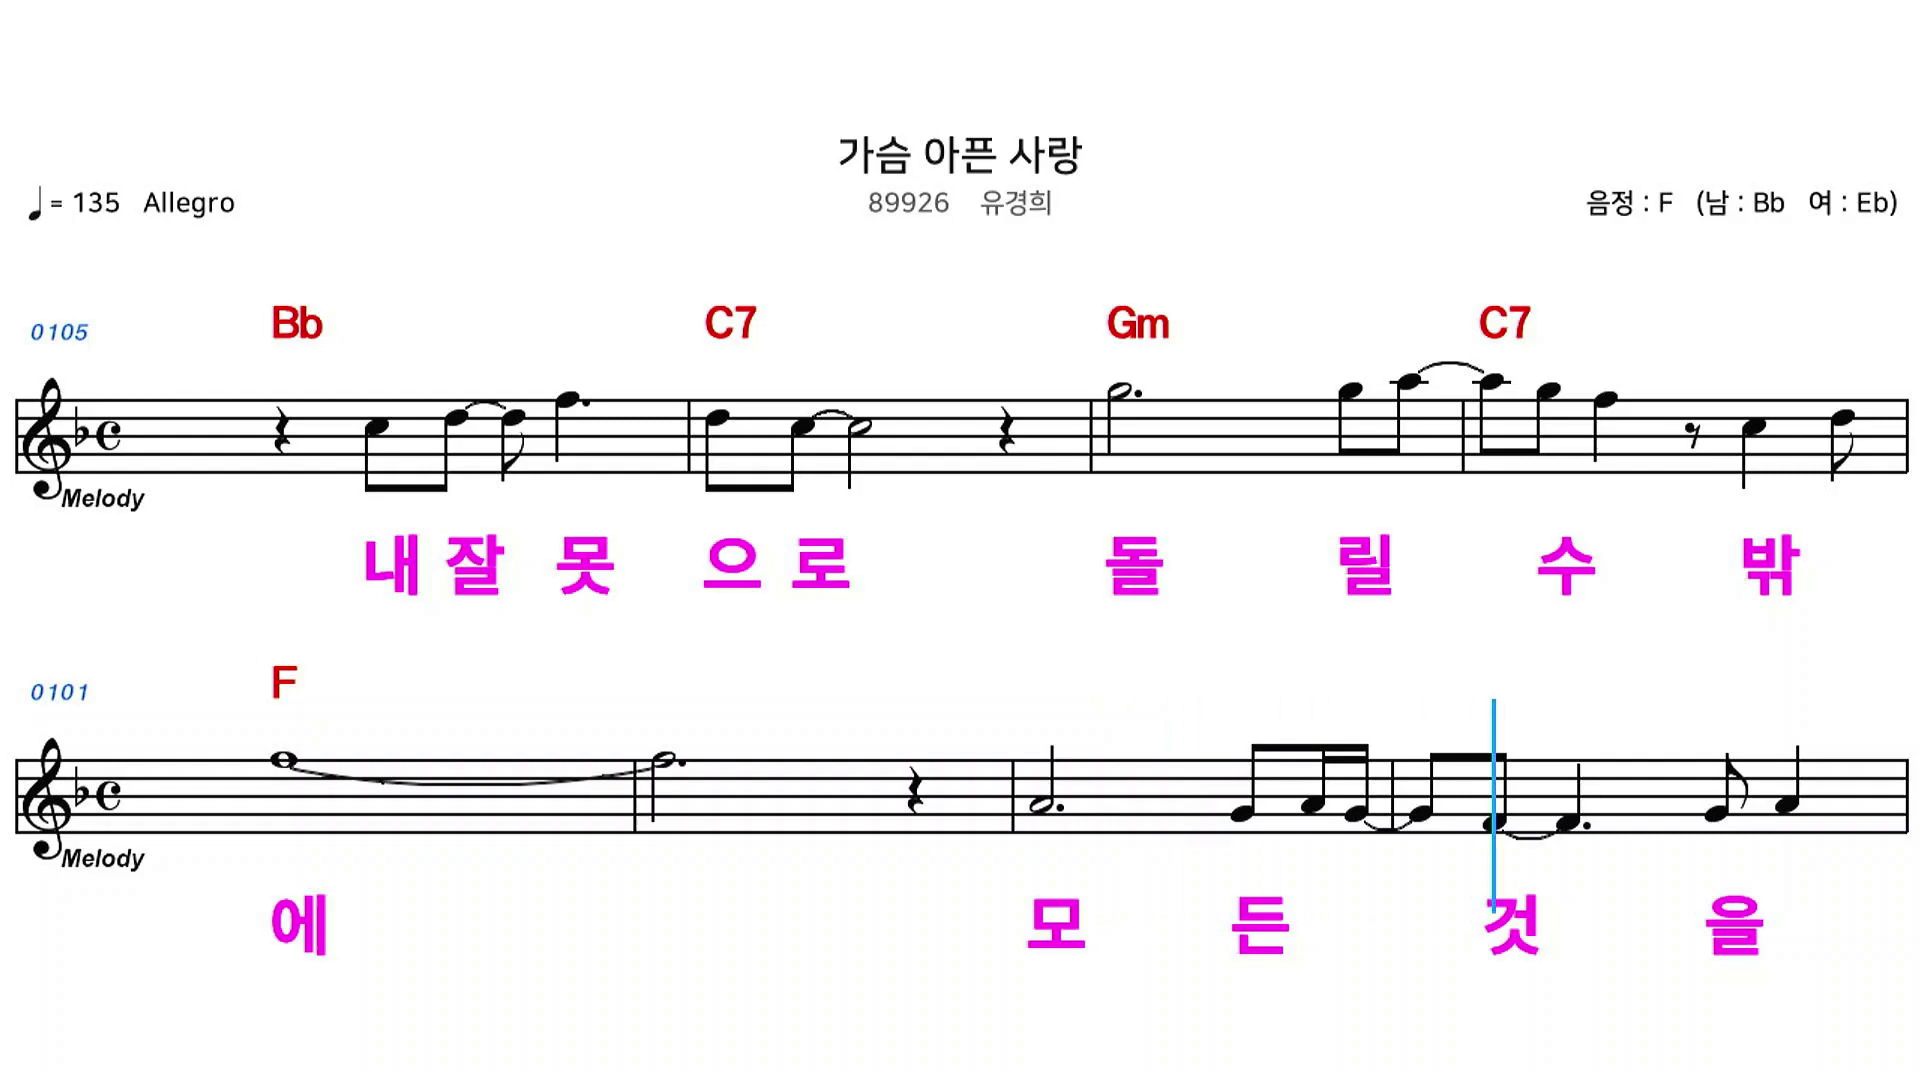 가슴 아픈 사랑
♩= 135 Allegro 89926 유경희 음정 : F (남 : Bb 여 : Eb)
0105 Bb C7 Gm C7
Melody
내 잘 못 으 로 돌 릴 수 밖
0101 F
Melody
에 모 든 것 을